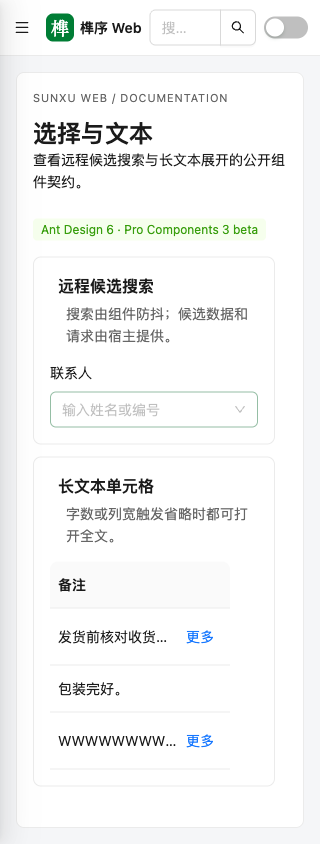 榫
榫序 Web
搜...
SUNXU WEB / DOCUMENTATION
选择与文本
查看远程候选搜索与长文本展开的公开组
件契约。
Ant Design 6 · Pro Components 3 beta
远程候选搜索
搜索由组件防抖；候选数据和
请求由宿主提供。
联系人
输入姓名或编号
长文本单元格
字数或列宽触发省略时都可打
开全文。
备注
发货前核对收货... 更多
包装完好。
WWWWWWWW... 更多